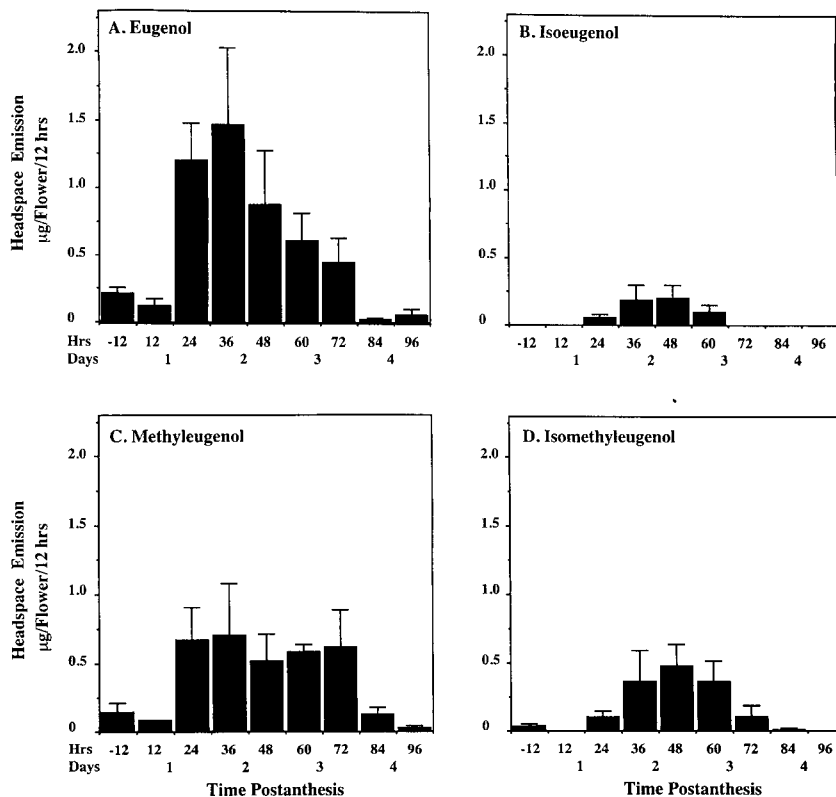 A. Eugenol
2.0
1.5
1.0
0.5
0
Headspace Emission
µg/Flower/12 hrs
Hrs -12 12 24 36 48 60 72 84 96
Days 1 2 3 4
B. Isoeugenol
2.0
1.5
1.0
0.5
0
-12 12 24 36 48 60 72 84 96
1 2 3 4
C. Methyleugenol
2.0
1.5
1.0
0.5
0
Headspace Emission
µg/Flower/12 hrs
Hrs -12 12 24 36 48 60 72 84 96
Days 1 2 3 4
Time Postanthesis
D. Isomethyleugenol
2.0
1.5
1.0
0.5
0
-12 12 24 36 48 60 72 84 96
1 2 3 4
Time Postanthesis